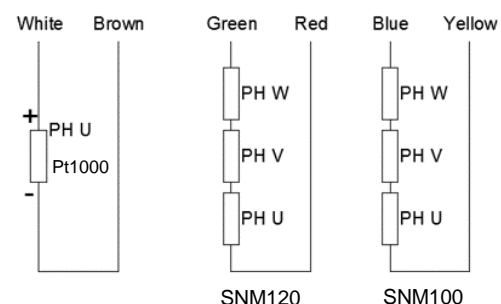 White Brown Green Red Blue Yellow
+
PH U
Pt1000
-
PH W
PH V
PH U
SNM120
PH W
PH V
PH U
SNM100